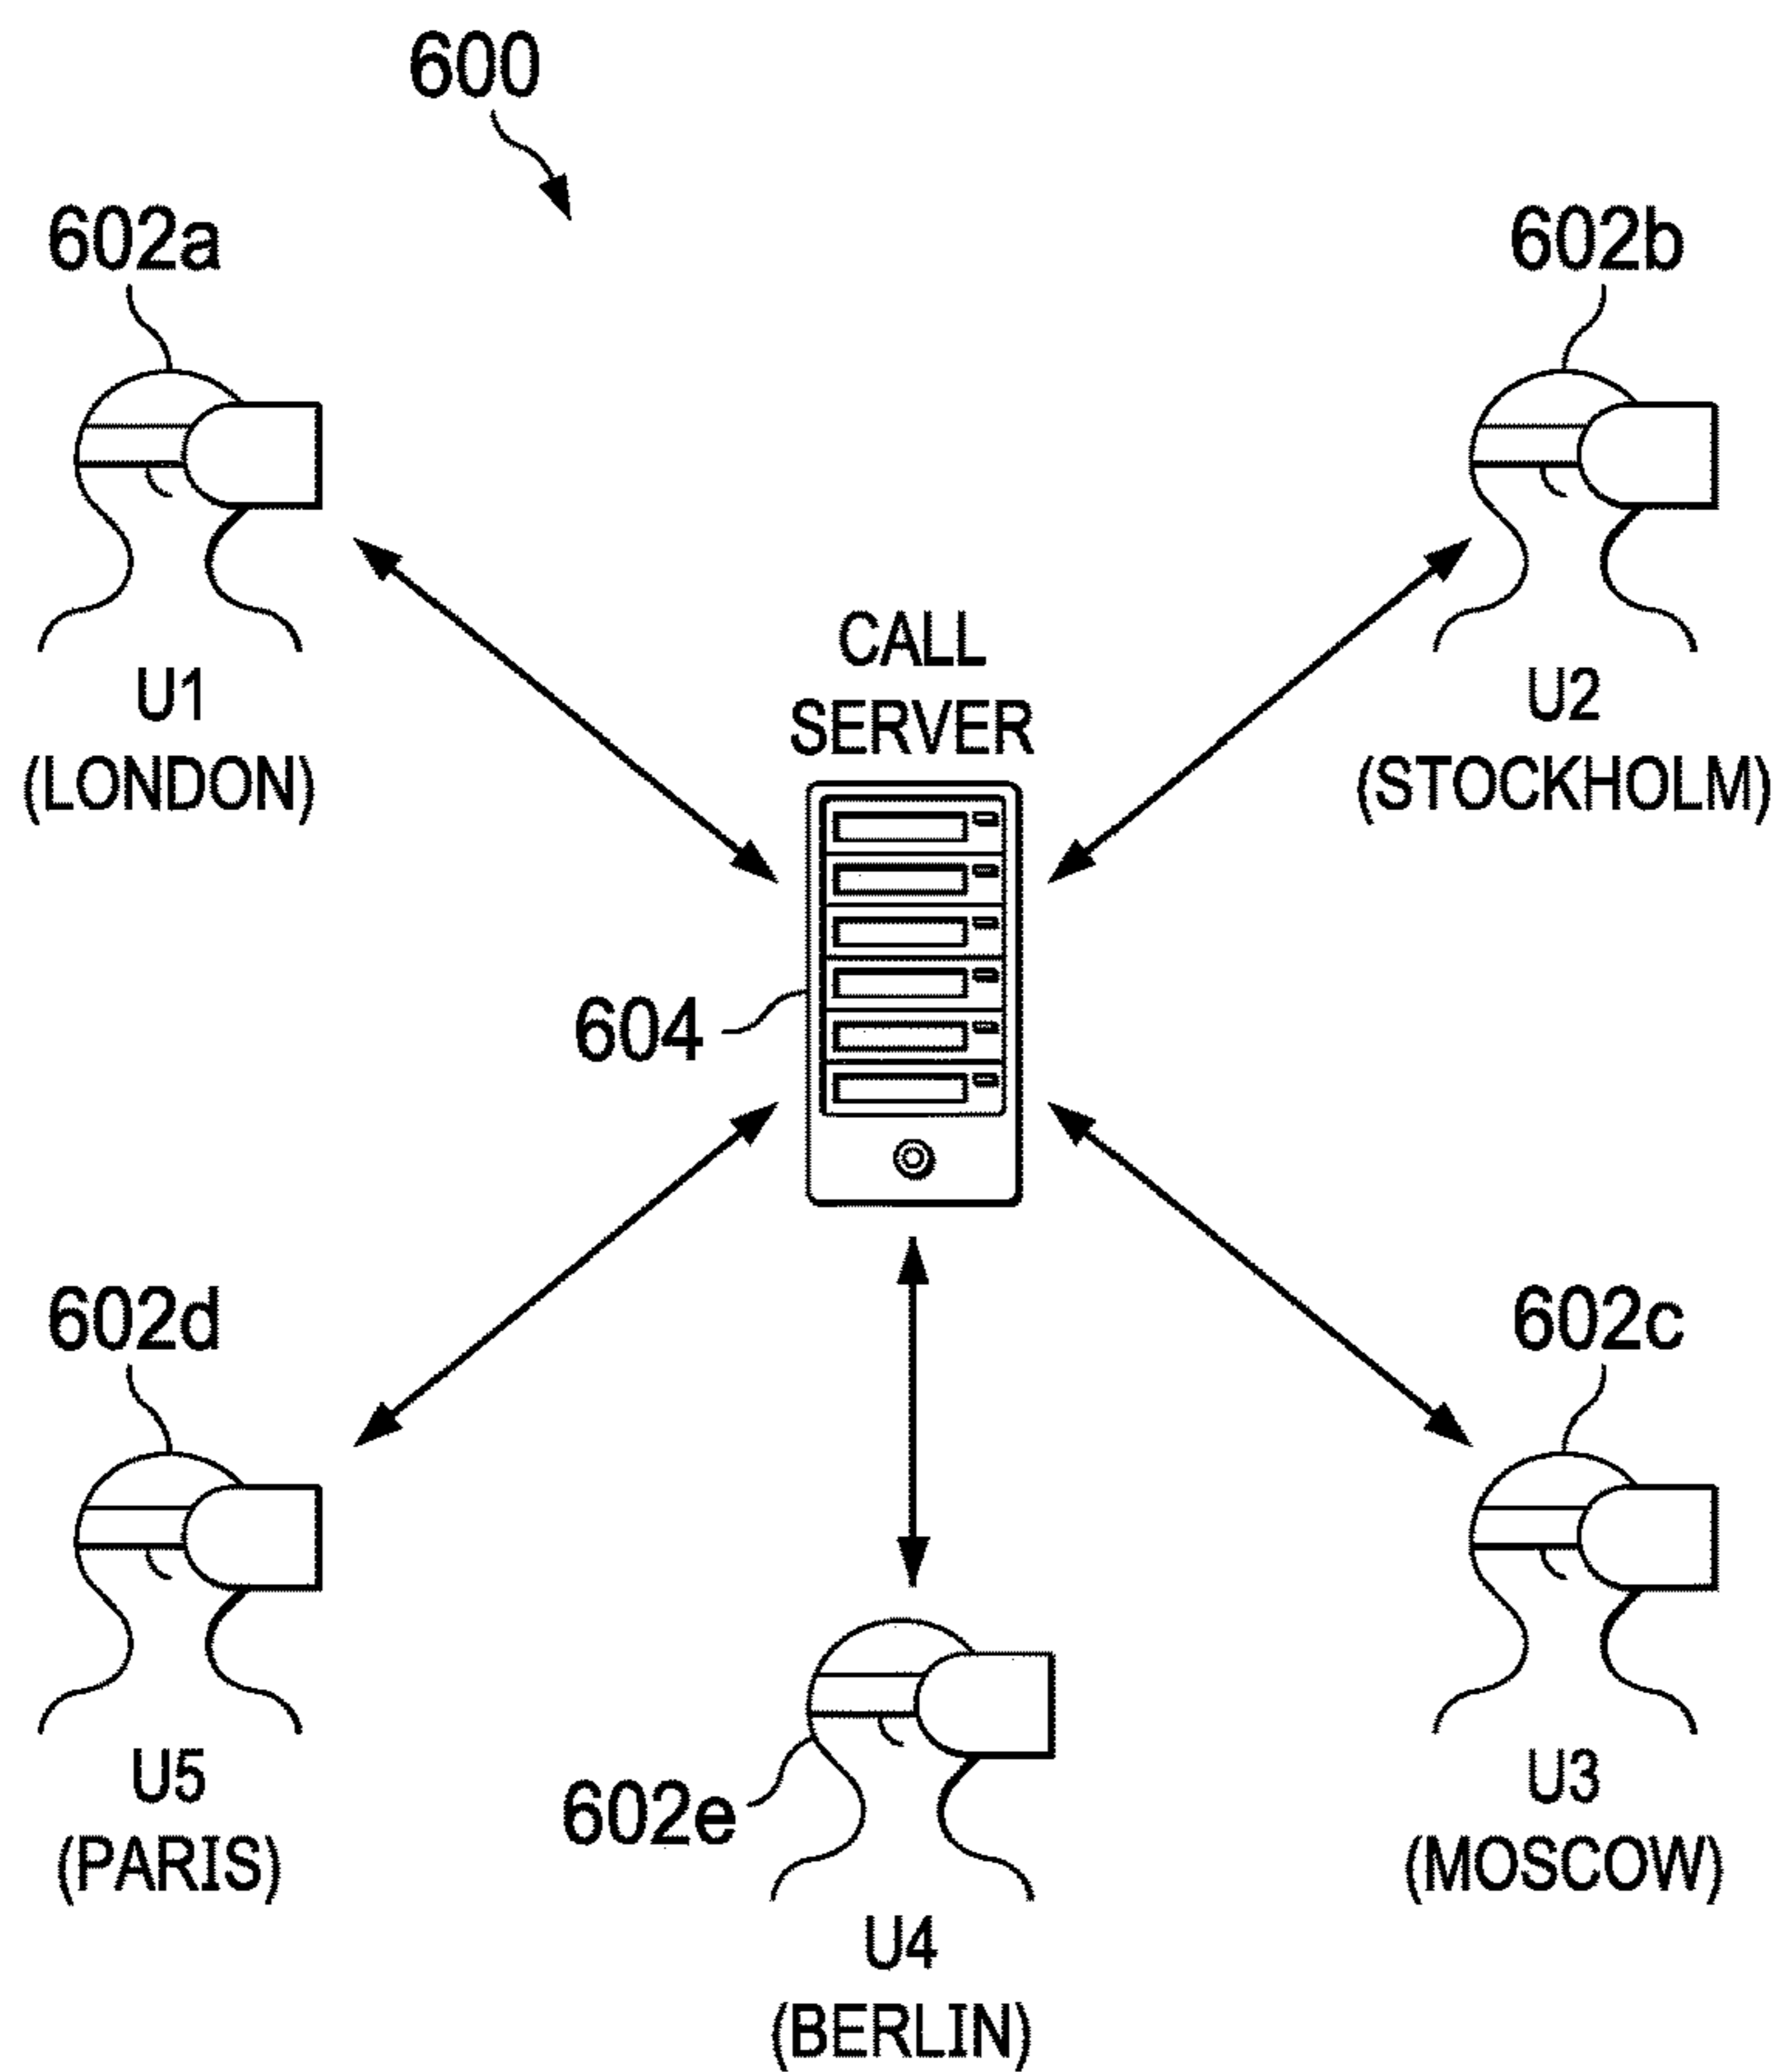 600
602a
602b
CALL
SERVER
U1
(LONDON)
U2
(STOCKHOLM)
604
602d
602c
U5
(PARIS)
602e
U3
(MOSCOW)
U4
(BERLIN)